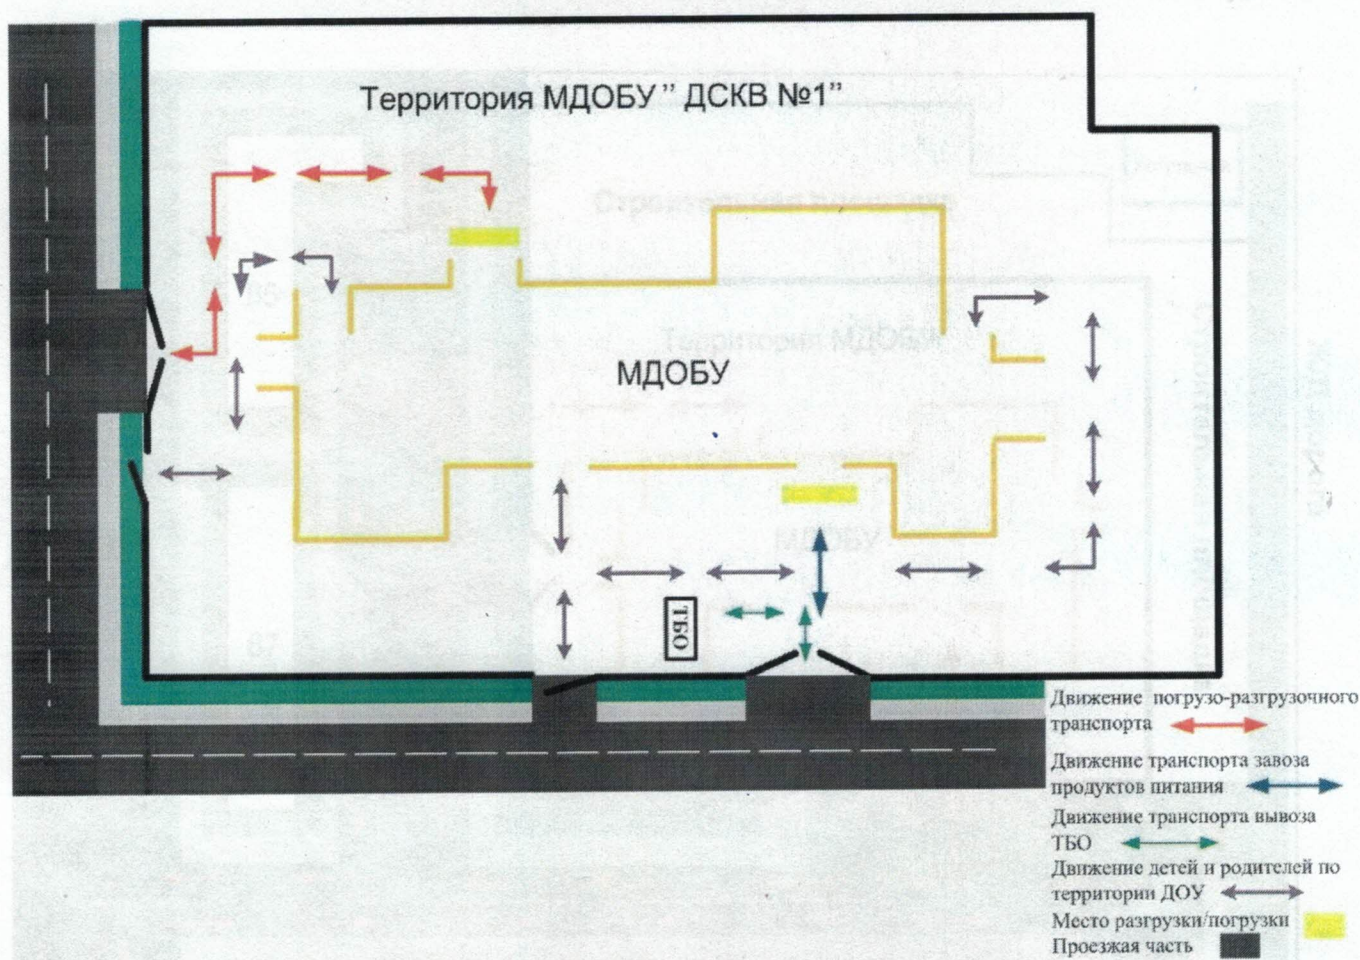 Территория МДОБУ" ДСКВ №1"
МДОБУ
ТБО
Движение погрузо-разгрузочного
транспорта
Движение транспорта завоза
продуктов питания
Движение транспорта вывоза
ТБО
Движение детей и родителей по
территории ДОУ
Место разгрузки/погрузки
Проезжая часть